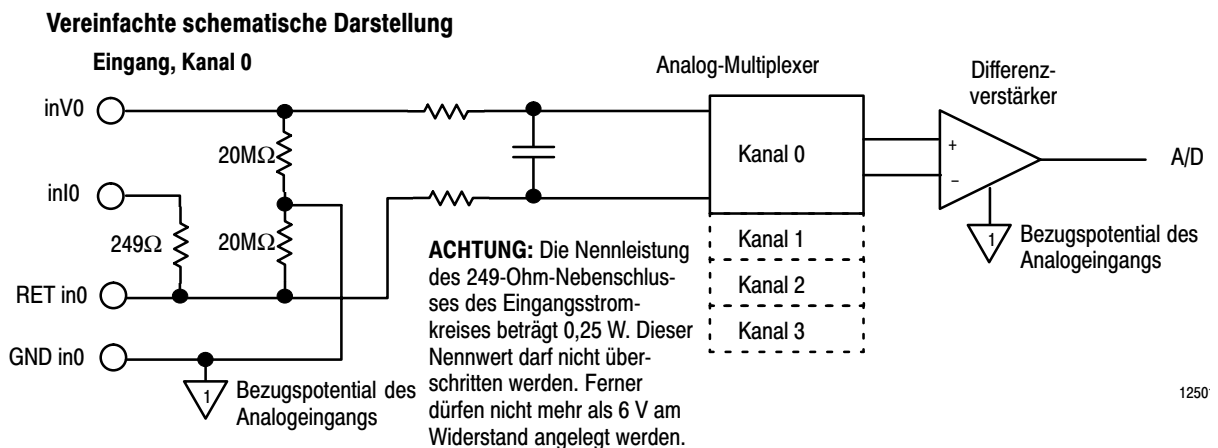 Vereinfachte schematische Darstellung
Eingang, Kanal 0
Analog-Multiplexer
Differenz-
verstärker
inV0
20MΩ
Kanal 0
+
−
A/D
inI0
249Ω
20MΩ
RET in0
GND in0
1
Bezugspotential des
Analogeingangs
ACHTUNG: Die Nennleistung
des 249-Ohm-Nebenschlus-
ses des Eingangsstrom-
kreises beträgt 0,25 W. Dieser
Nennwert darf nicht über-
schritten werden. Ferner
dürfen nicht mehr als 6 V am
Widerstand angelegt werden.
Kanal 1
Kanal 2
Kanal 3
1
Bezugspotential des
Analogeingangs